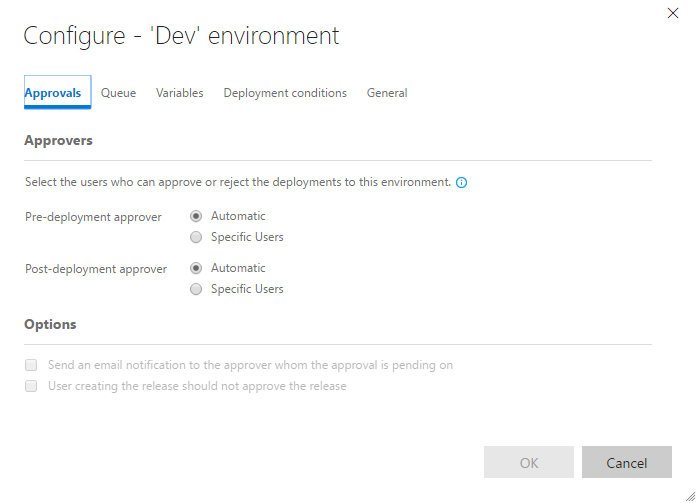 Configure - 'Dev' environment
Approvals Queue Variables Deployment conditions General
Approvers
Select the users who can approve or reject the deployments to this environment.
Pre-deployment approver Automatic
Specific Users
Post-deployment approver Automatic
Specific Users
Options
Send an email notification to the approver whom the approval is pending on
User creating the release should not approve the release
OK Cancel